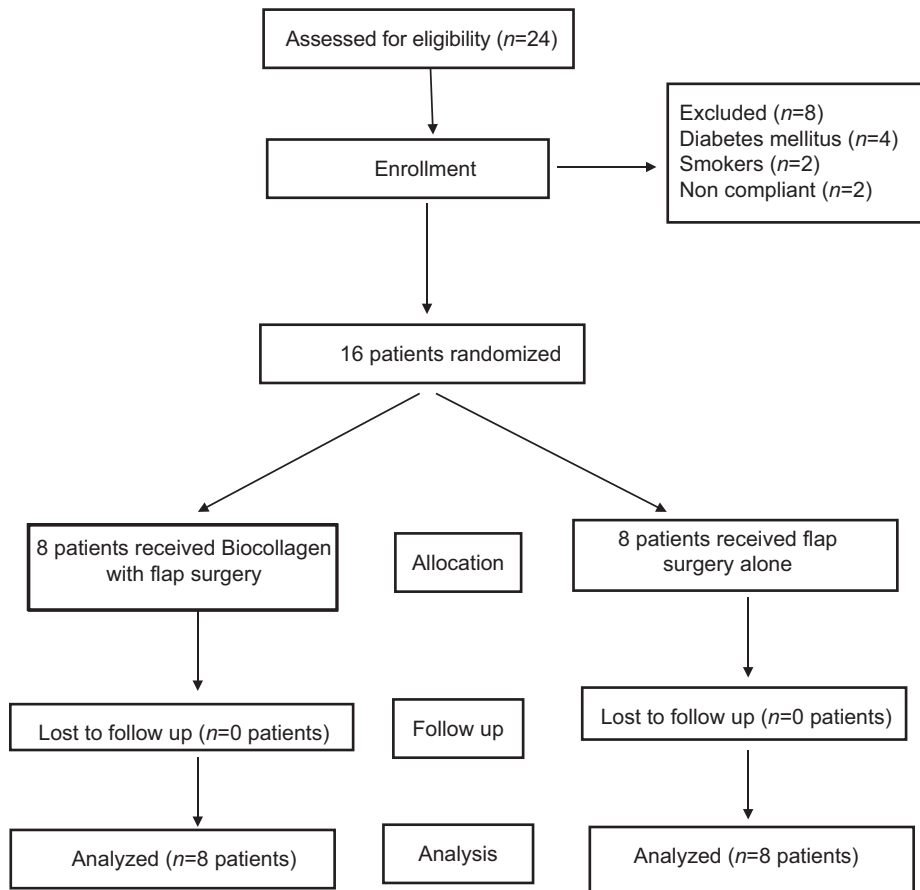 Assessed for eligibility (n=24)
Excluded (n=8)
Diabetes mellitus (n=4)
Smokers (n=2)
Non compliant (n=2)
Enrollment
16 patients randomized
8 patients received Biocollagen
with flap surgery
Allocation
8 patients received flap
surgery alone
Lost to follow up (n=0 patients)
Follow up
Lost to follow up (n=0 patients)
Analyzed (n=8 patients)
Analysis
Analyzed (n=8 patients)